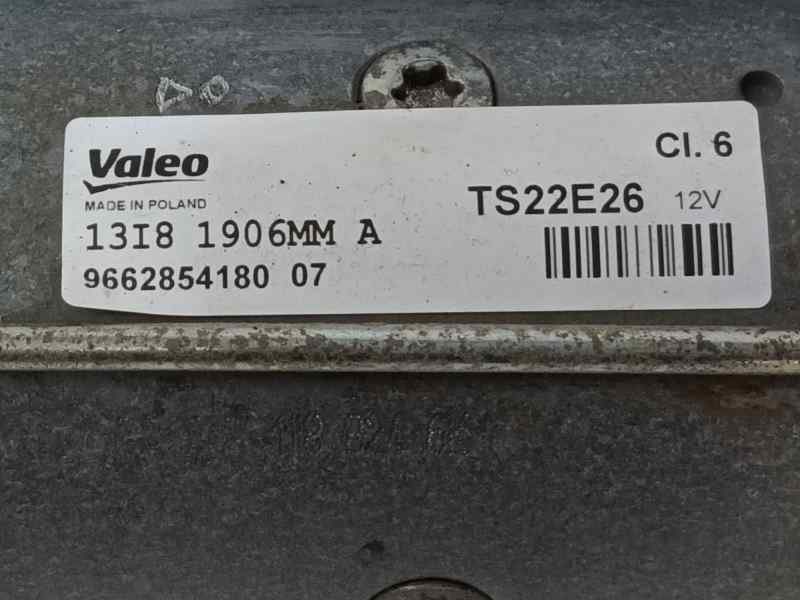 Valeo
Cl. 6
MADE IN POLAND
TS22E26 12V
13I8 1906MM A
9662854180 07